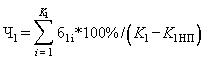 Ч₁ = ∑_{i=1}^{K₁} б₁ᵢ*100%/(K₁ − K₁НП)